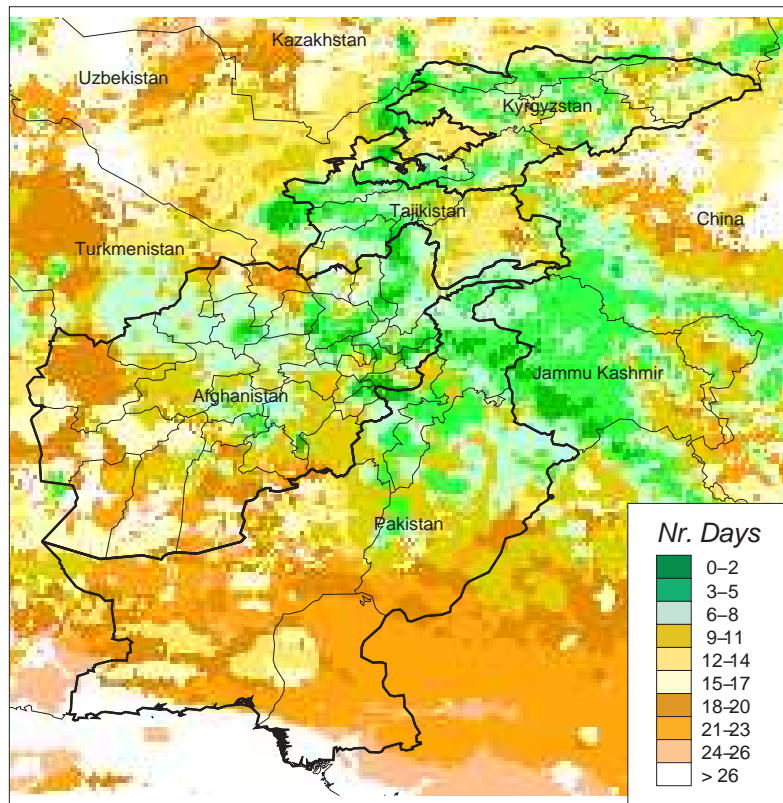 Kazakhstan
Uzbekistan
Kyrgyzstan
Tajikistan
China
Turkmenistan
Jammu Kashmir
Afghanistan
Pakistan
Nr. Days
0–2
3–5
6–8
9–11
12–14
15–17
18–20
21–23
24–26
> 26